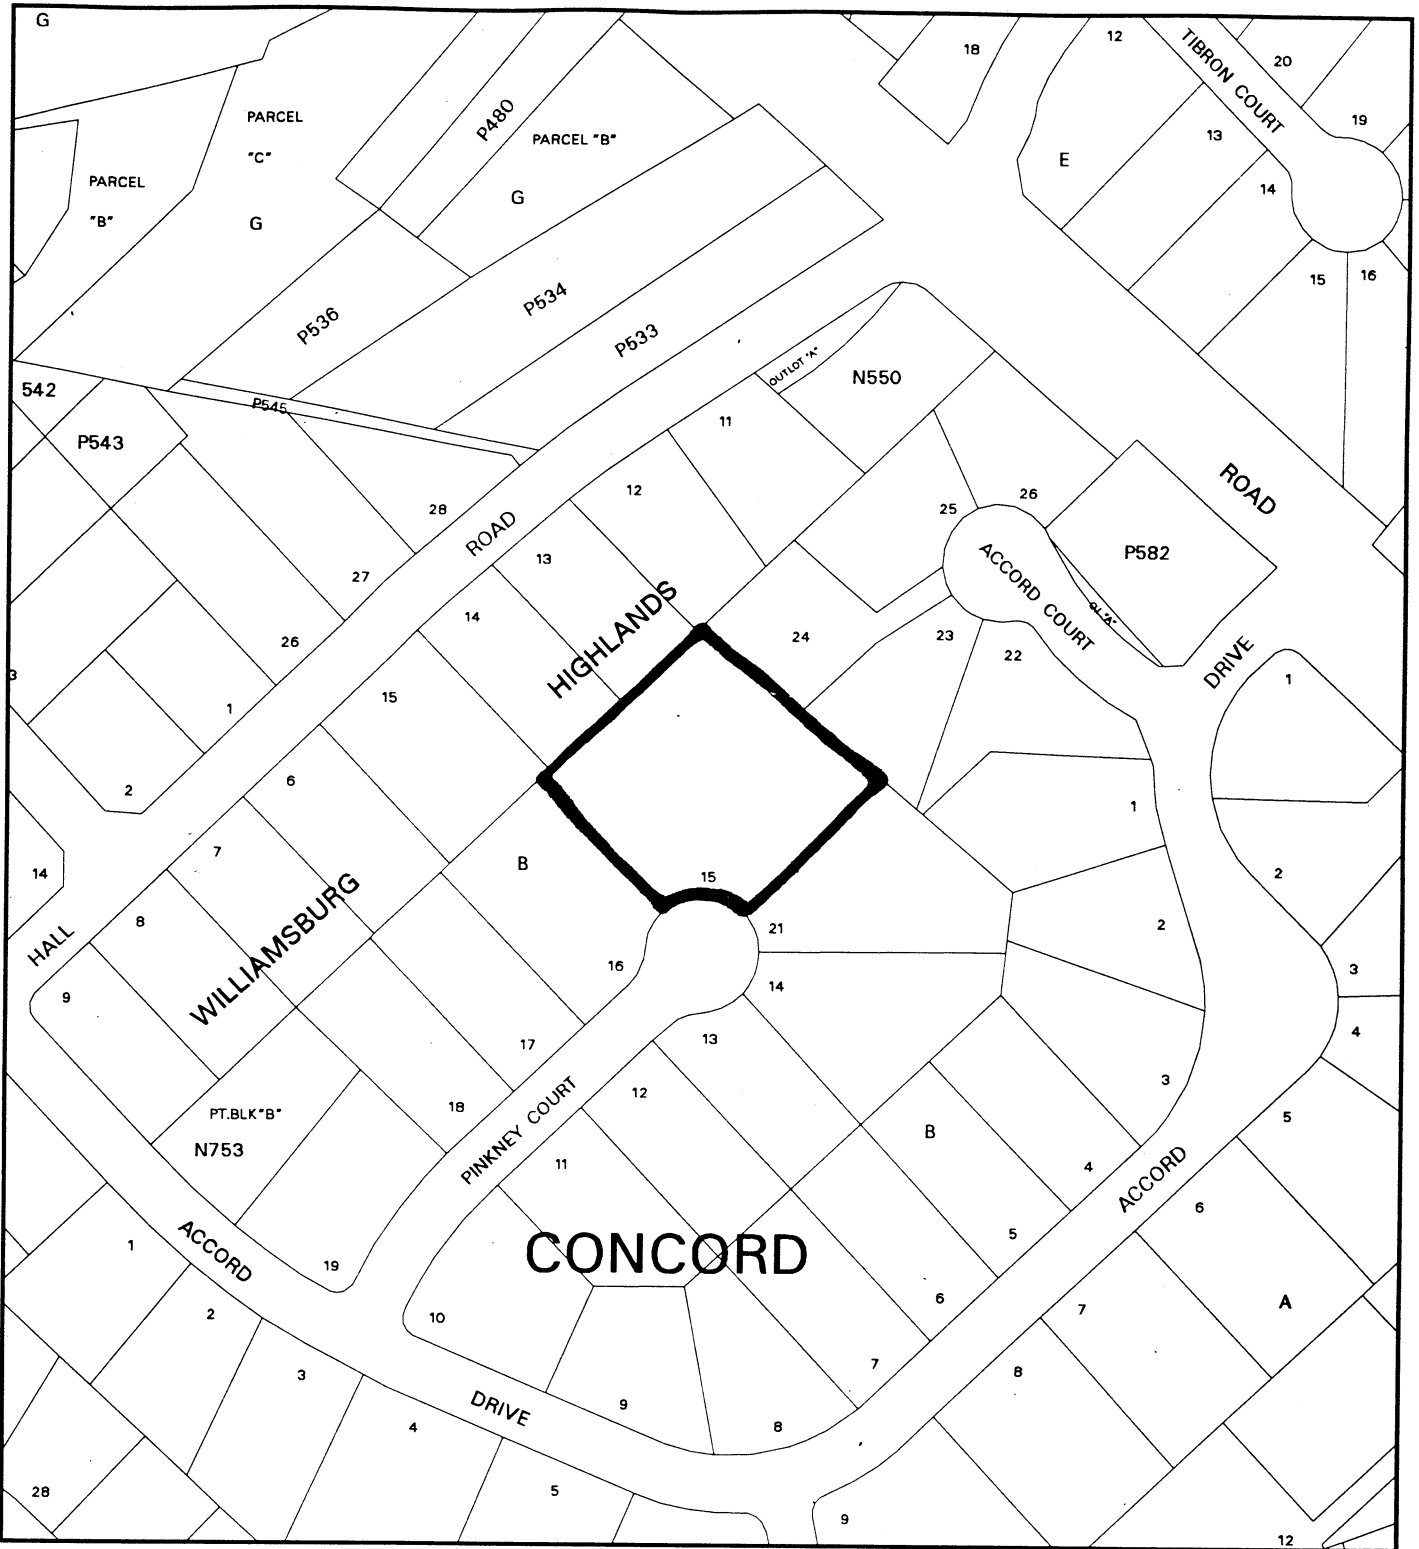 G
18
12
TIBRON COURT
20
19
PARCEL
"C"
P480
PARCEL "B"
13
E
PARCEL
"B"
G
G
14
15
16
P536
P534
P533
OUTLOT "A"
N550
542
P545
P543
11
12
28
ROAD
13
25
26
ROAD
P582
ACCORD COURT
OL "A"
27
26
14
HIGHLANDS
24
23
22
DRIVE
3
1
15
1
2
6
7
14
8
B
15
1
2
HALL
9
WILLIAMSBURG
16
21
14
2
3
4
17
13
12
3
5
PT.BLK "B"
N753
18
PINKNEY COURT
11
B
4
ACCORD
6
1
ACCORD
19
CONCORD
5
2
10
6
7
A
3
7
8
4
DRIVE
9
8
28
5
9
12